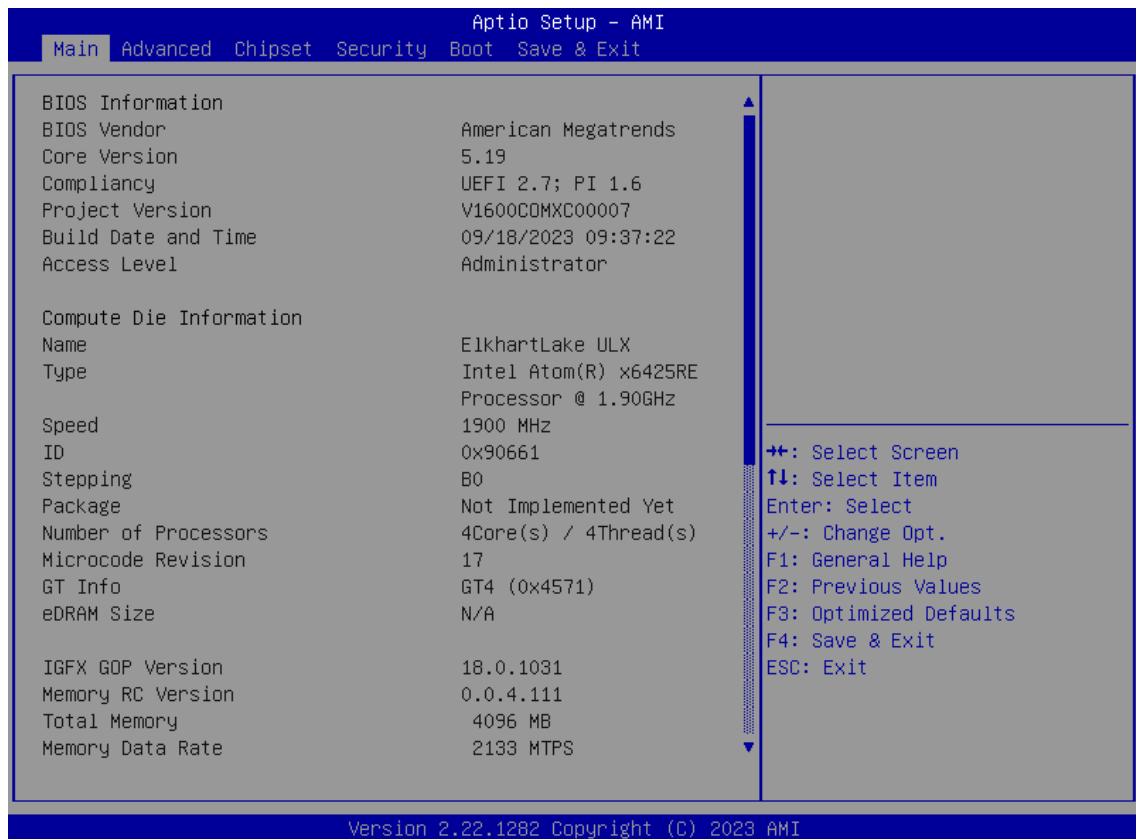 Aptio Setup – AMI
Main Advanced Chipset Security Boot Save & Exit
BIOS Information
BIOS Vendor American Megatrends
Core Version 5.19
Compliancy UEFI 2.7; PI 1.6
Project Version V1600COMXC00007
Build Date and Time 09/18/2023 09:37:22
Access Level Administrator
Compute Die Information
Name ElkhartLake ULX
Type Intel Atom(R) x6425RE
Processor @ 1.90GHz
Speed 1900 MHz
ID 0x90661
Stepping B0
Package Not Implemented Yet
Number of Processors 4Core(s) / 4Thread(s)
Microcode Revision 17
GT Info GT4 (0x4571)
eDRAM Size N/A
IGFX GOP Version 18.0.1031
Memory RC Version 0.0.4.111
Total Memory 4096 MB
Memory Data Rate 2133 MTPS
→←: Select Screen
↑↓: Select Item
Enter: Select
+/-: Change Opt.
F1: General Help
F2: Previous Values
F3: Optimized Defaults
F4: Save & Exit
ESC: Exit
Version 2.22.1282 Copyright (C) 2023 AMI